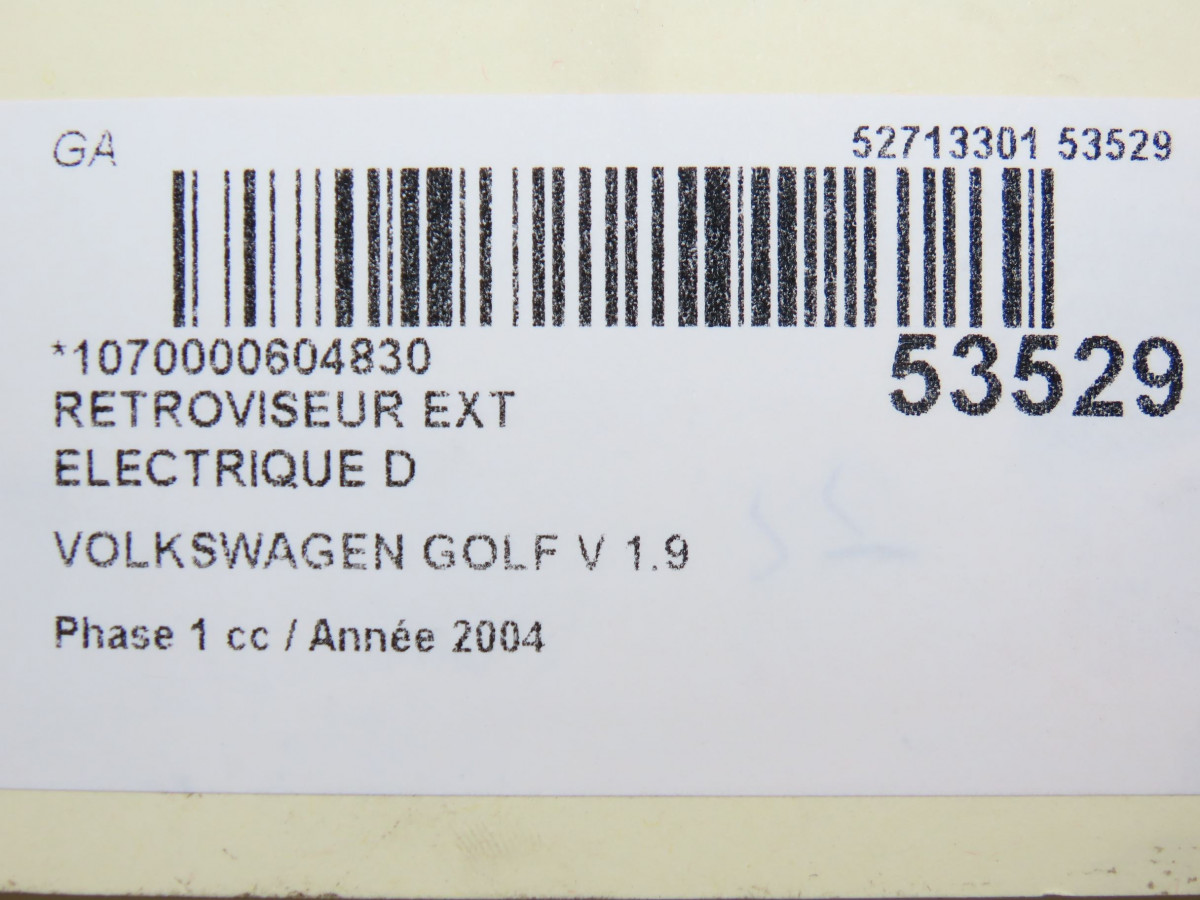 GA
52713301 53529
*1070000604830
53529
RETROVISEUR EXT
ELECTRIQUE D
VOLKSWAGEN GOLF V 1.9
Phase 1 cc / Année 2004